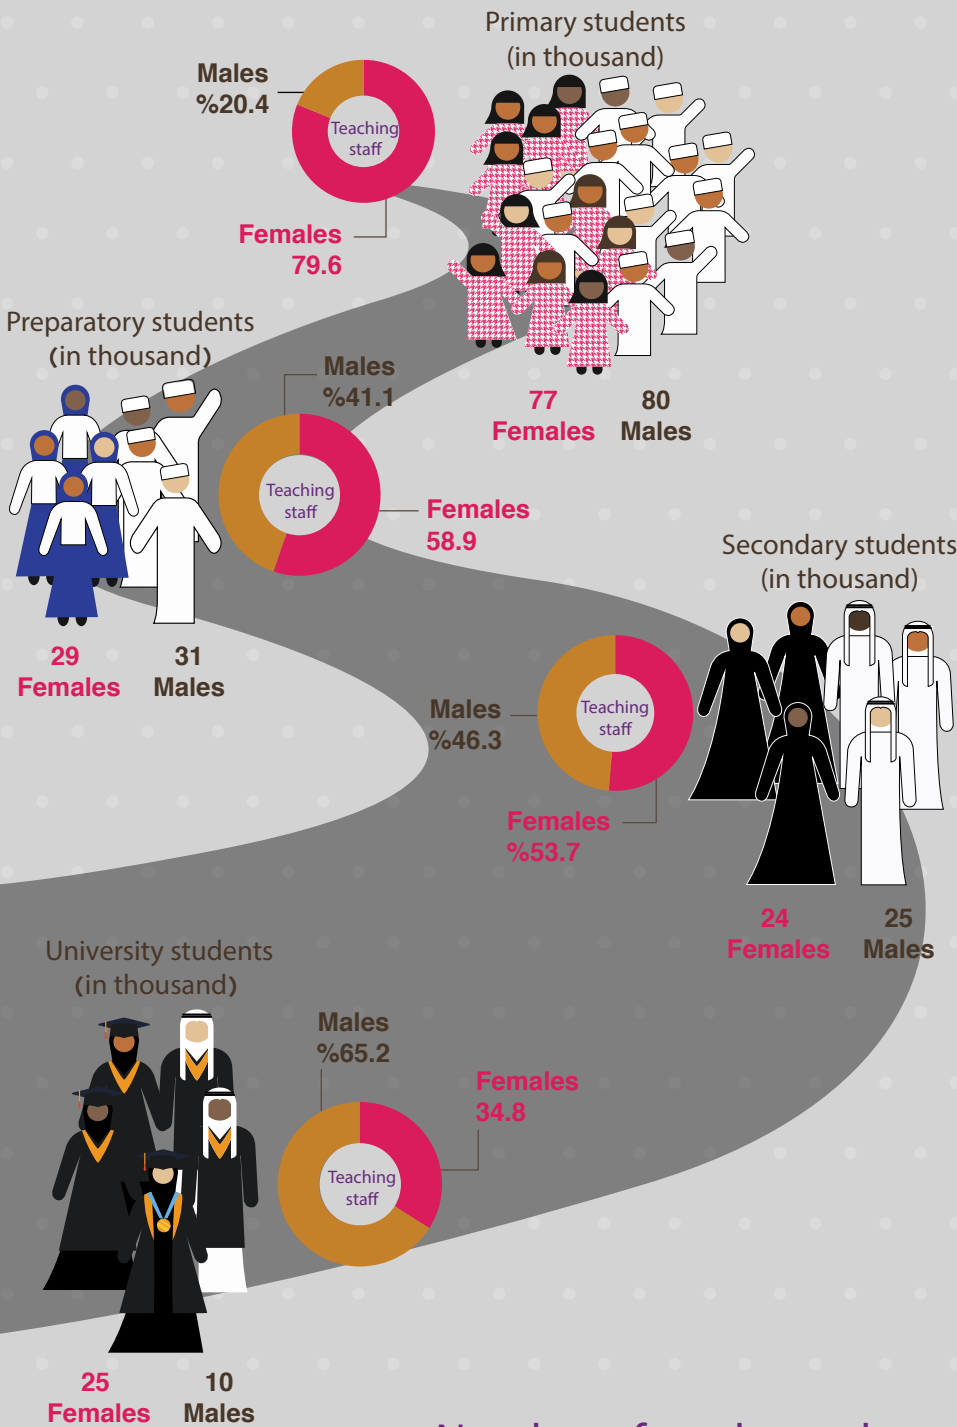 Primary students
(in thousand)
Males
%20.4
Teaching
staff
Females
79.6
77
Females
80
Males
Preparatory students
(in thousand)
Males
%41.1
Teaching
staff
Females
58.9
29
Females
31
Males
Secondary students
(in thousand)
Males
%46.3
Teaching
staff
Females
%53.7
24
Females
25
Males
University students
(in thousand)
Males
%65.2
Females
34.8
Teaching
staff
25
Females
10
Males